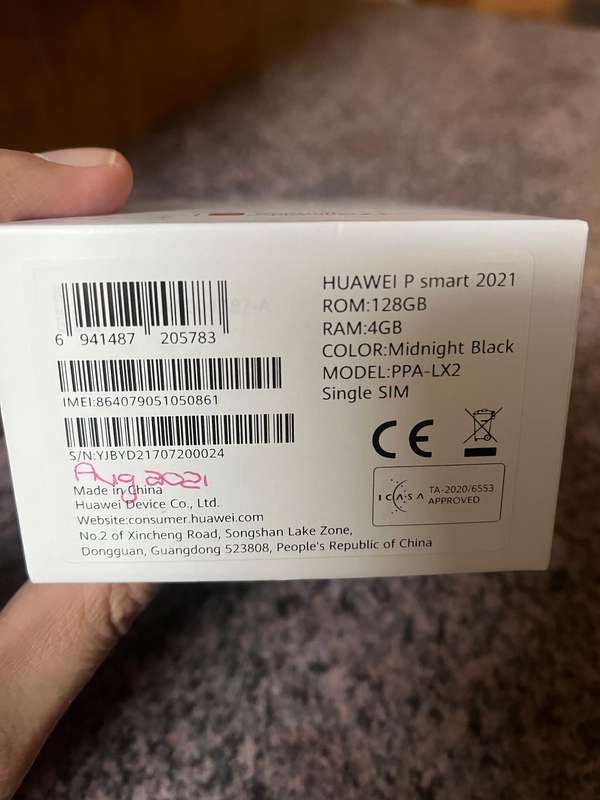 HUAWEI P smart 2021
ROM:128GB
RAM:4GB
COLOR:Midnight Black
MODEL:PPA-LX2
Single SIM
6 941487 205783
IMEI:864079051050861
S/N:YJBYD21707200024
Aug 2021
Made in China
Huawei Device Co., Ltd.
Website:consumer.huawei.com
No.2 of Xincheng Road, Songshan Lake Zone,
Dongguan, Guangdong 523808, People's Republic of China
CE
ICASA TA-2020/6553
APPROVED